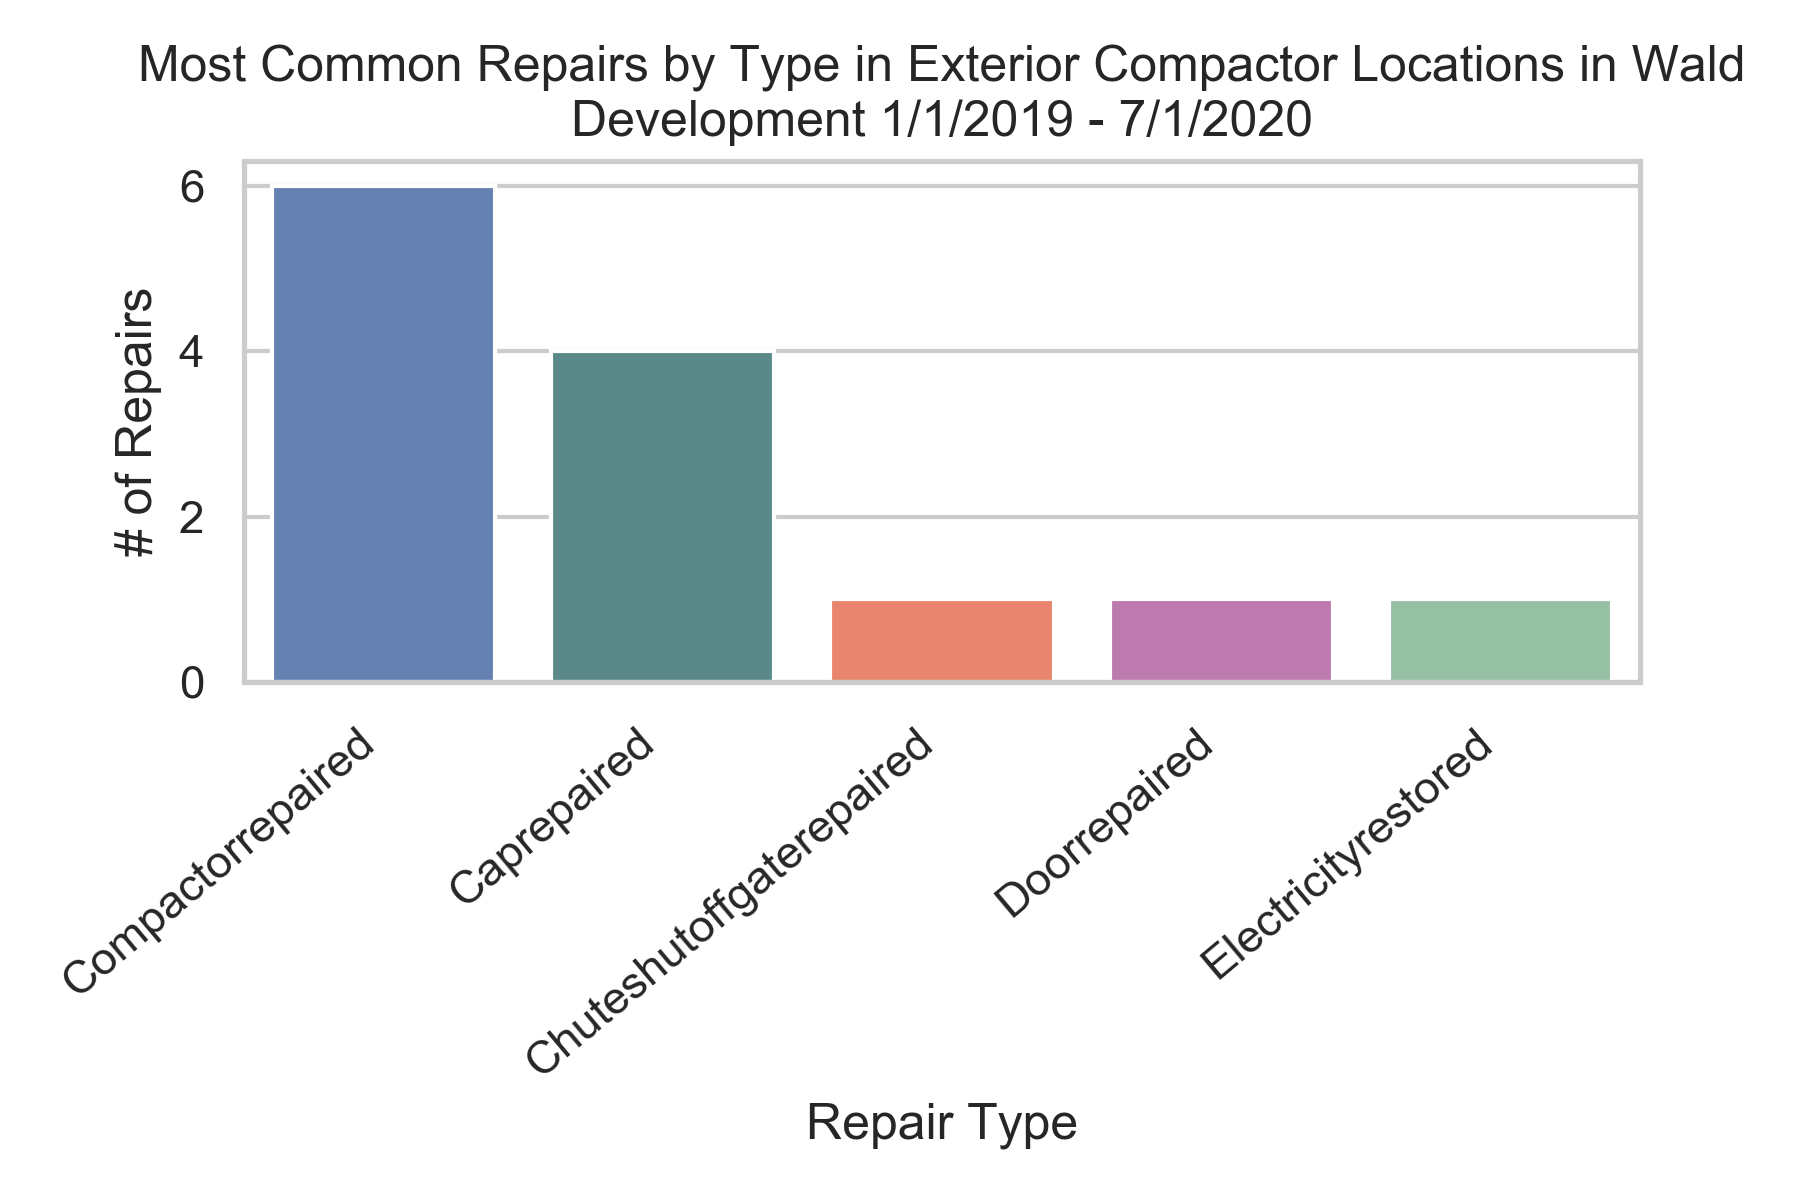 Most Common Repairs by Type in Exterior Compactor Locations in Wald
Development 1/1/2019 - 7/1/2020
# of Repairs
6
4
2
0
Compactorrepaired
Caprepaired
Chuteshutoffgaterepaired
Doorrepaired
Electricityrestored
Repair Type